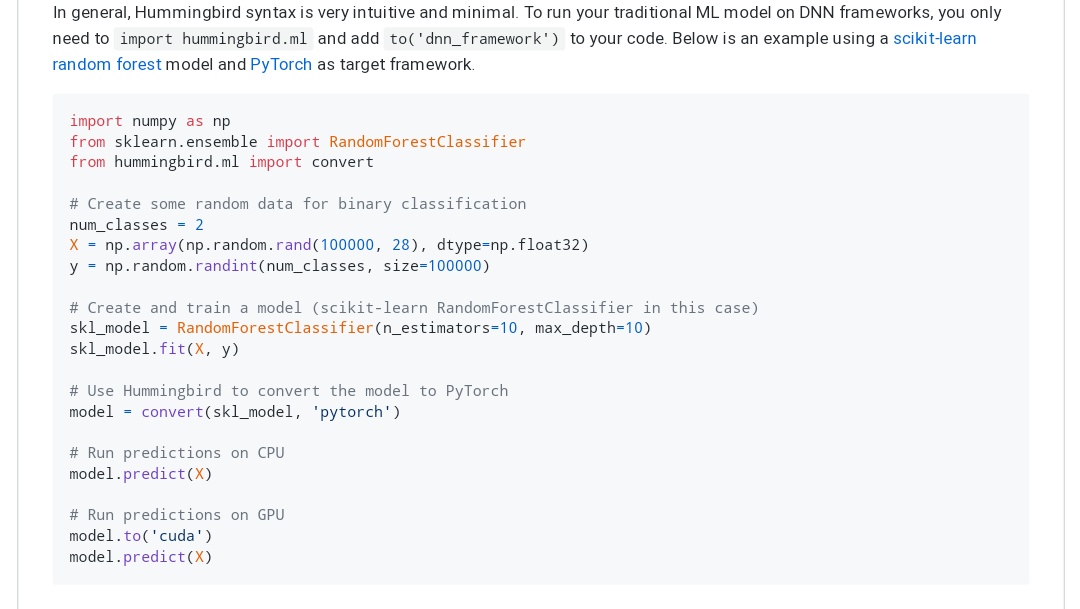 In general, Hummingbird syntax is very intuitive and minimal. To run your traditional ML model on DNN frameworks, you only
need to import hummingbird.ml and add to('dnn_framework') to your code. Below is an example using a scikit-learn
random forest model and PyTorch as target framework.
import numpy as np
from sklearn.ensemble import RandomForestClassifier
from hummingbird.ml import convert
# Create some random data for binary classification
num_classes = 2
X = np.array(np.random.rand(100000, 28), dtype=np.float32)
y = np.random.randint(num_classes, size=100000)
# Create and train a model (scikit-learn RandomForestClassifier in this case)
skl_model = RandomForestClassifier(n_estimators=10, max_depth=10)
skl_model.fit(X, y)
# Use Hummingbird to convert the model to PyTorch
model = convert(skl_model, 'pytorch')
# Run predictions on CPU
model.predict(X)
# Run predictions on GPU
model.to('cuda')
model.predict(X)